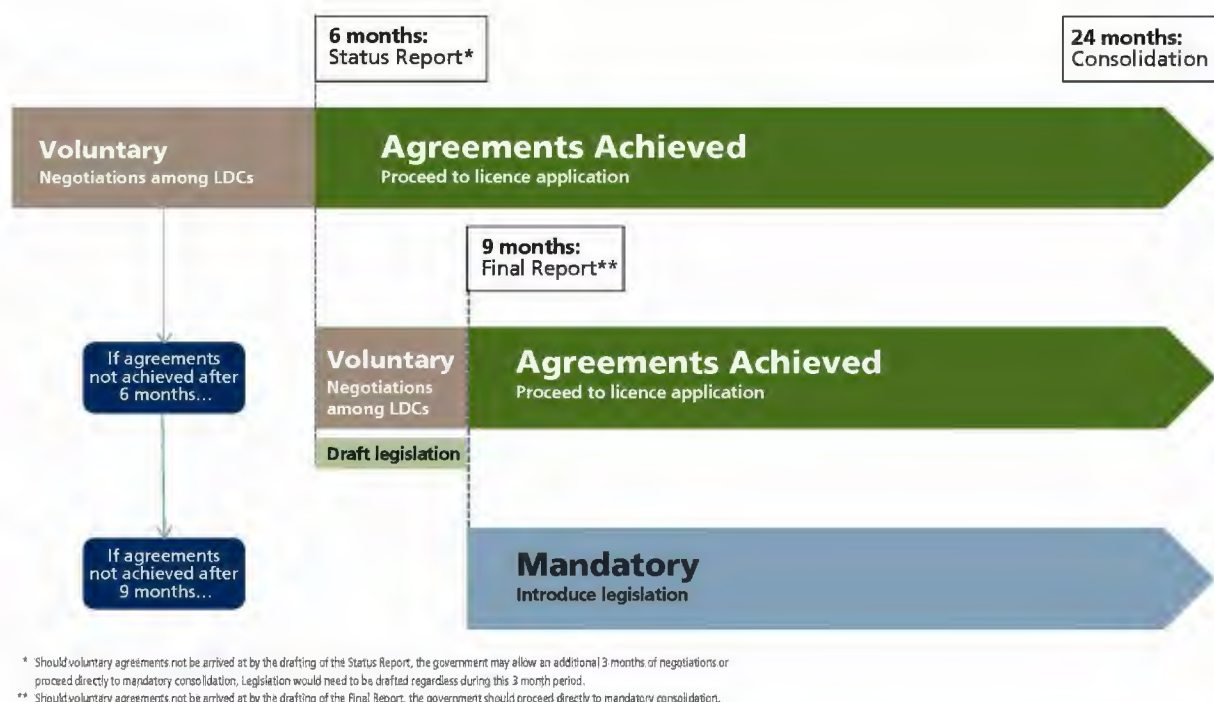 6 months:
Status Report*
24 months:
Consolidation
Voluntary
Negotiations among LDCs
Agreements Achieved
Proceed to licence application
9 months:
Final Report**
If agreements
not achieved after
6 months...
Voluntary
Negotiations
among LDCs
Agreements Achieved
Proceed to licence application
Draft legislation
If agreements
not achieved after
9 months...
Mandatory
Introduce legislation
* Should voluntary agreements not be arrived at by the drafting of the Status Report, the government may allow an additional 3 months of negotiations or
proceed directly to mandatory consolidation, Legislation would need to be drafted regardless during this 3 month period.
** Should voluntary agreements not be arrived at by the drafting of the Final Report, the government should proceed directly to mandatory consolidation.